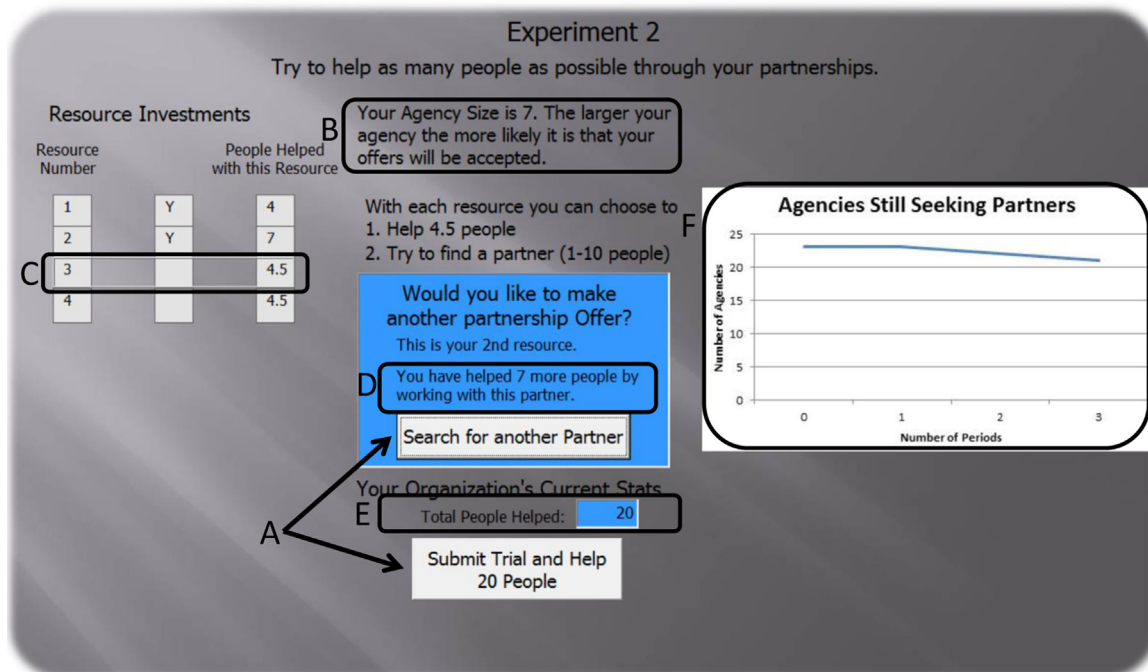 Experiment 2
Try to help as many people as possible through your partnerships.
Resource Investments
Resource
Number
People Helped
with this Resource
1 Y 4
2 Y 7
C
3 4.5
4 4.5
B
Your Agency Size is 7. The larger your
agency the more likely it is that your
offers will be accepted.
With each resource you can choose to
1. Help 4.5 people
2. Try to find a partner (1-10 people)
Would you like to make
another partnership Offer?
This is your 2nd resource.
D
You have helped 7 more people by
working with this partner.
Search for another Partner
A
Your Organization's Current Stats
E
Total People Helped: 20
Submit Trial and Help
20 People
F
Agencies Still Seeking Partners
Number of Agencies
25
20
15
10
5
0
0 1 2 3
Number of Periods